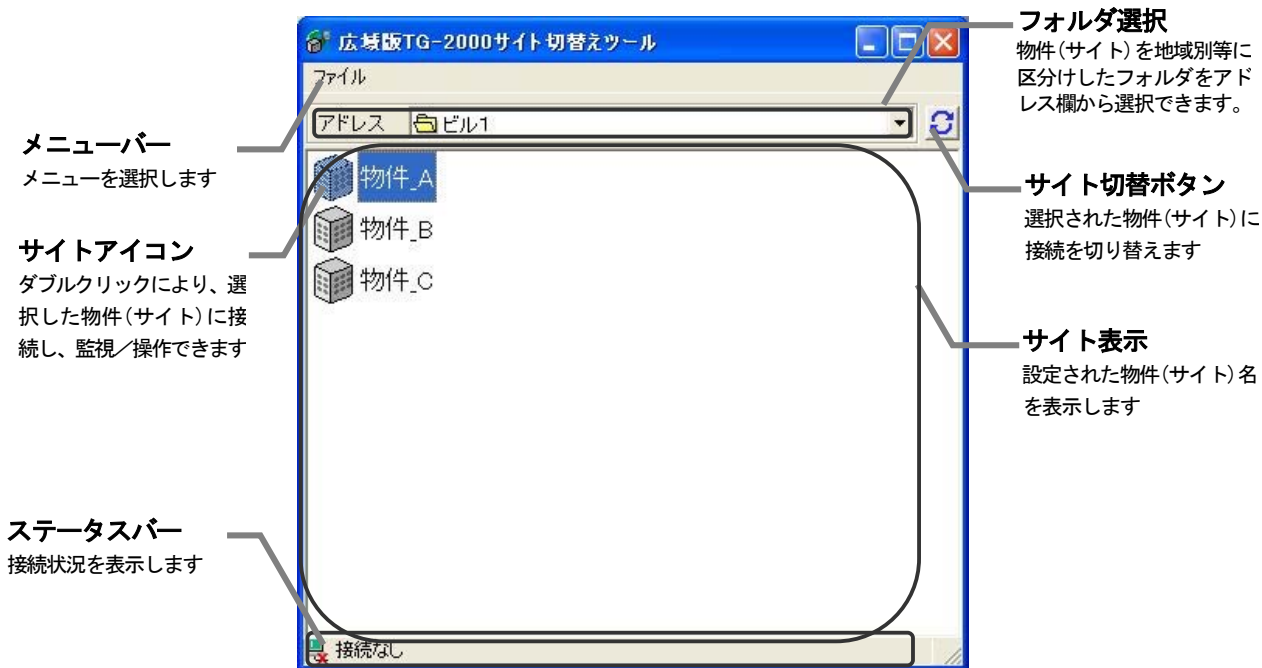 フォルダ選択
物件(サイト)を地域別等に
区分けしたフォルダをアド
レス欄から選択できます。
広域版TG-2000サイト切替えツール
ファイル
アドレス ビル1
メニューバー
メニューを選択します
物件_A
物件_B
物件_C
サイト切替ボタン
選択された物件(サイト)に
接続を切り替えます
サイトアイコン
ダブルクリックにより、選
択した物件(サイト)に接
続し、監視/操作できます
サイト表示
設定された物件(サイト)名
を表示します
ステータスバー
接続状況を表示します
接続なし